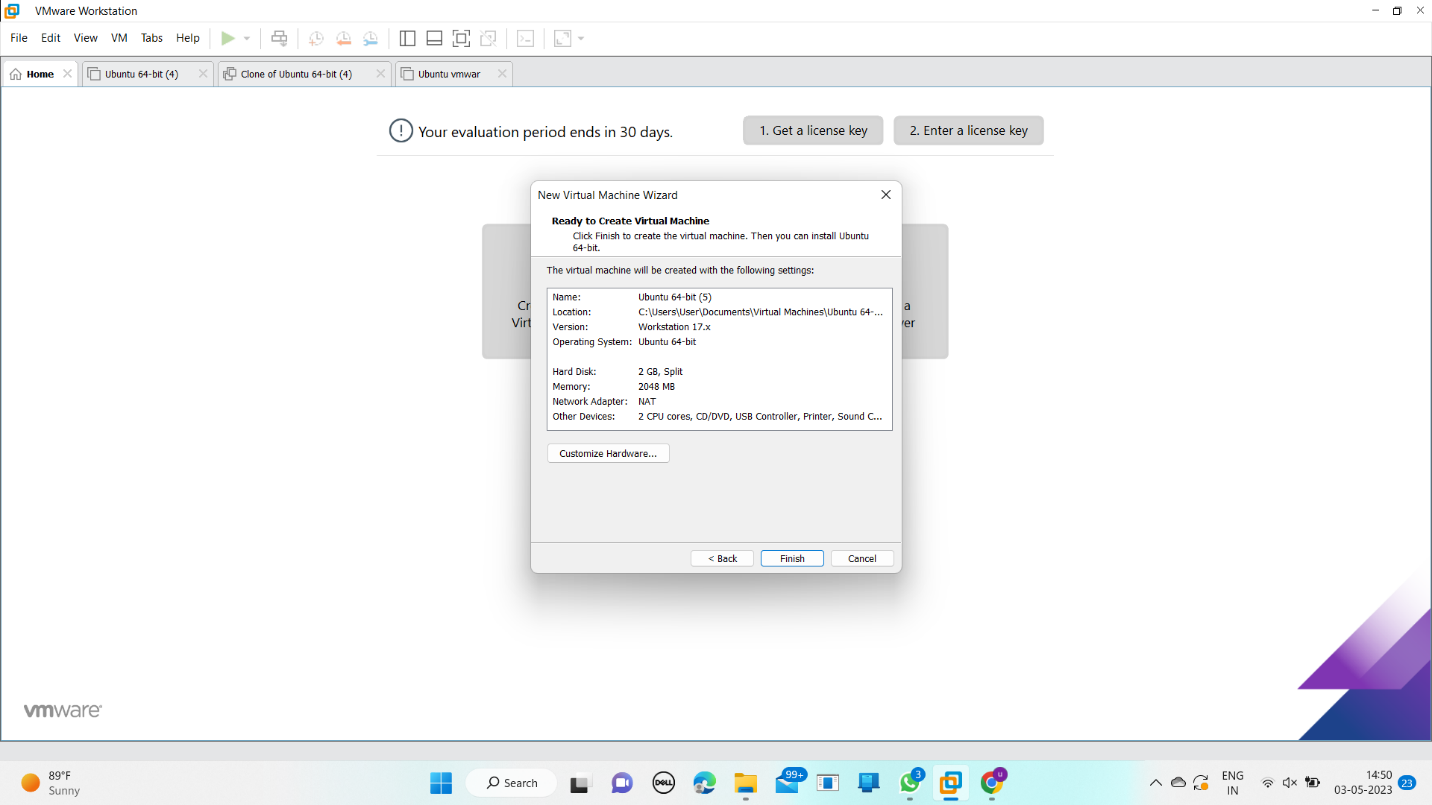 VMware Workstation
File Edit View VM Tabs Help
Home Ubuntu 64-bit (4) Clone of Ubuntu 64-bit (4) Ubuntu vmwar
Your evaluation period ends in 30 days. 1. Get a license key 2. Enter a license key
New Virtual Machine Wizard
Ready to Create Virtual Machine
Click Finish to create the virtual machine. Then you can install Ubuntu
64-bit.
The virtual machine will be created with the following settings:
Name: Ubuntu 64-bit (5)
Location: C:\Users\User\Documents\Virtual Machines\Ubuntu 64-...
Version: Workstation 17.x
Operating System: Ubuntu 64-bit
Hard Disk: 2 GB, Split
Memory: 2048 MB
Network Adapter: NAT
Other Devices: 2 CPU cores, CD/DVD, USB Controller, Printer, Sound C...
Cr a
Virt ver
Customize Hardware...
< Back Finish Cancel
vmware
89°F
Sunny
Search
DELL
99+
3
u
ENG
IN
14:50
03-05-2023
23